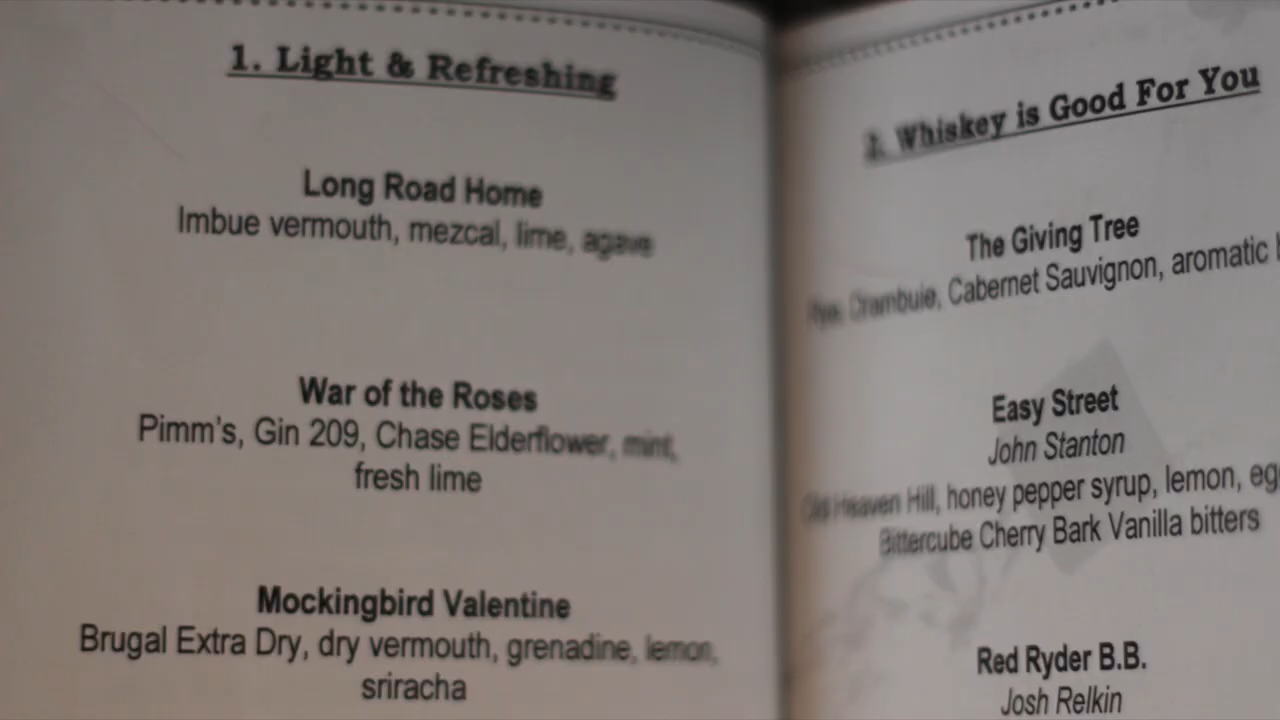 1. Light & Refreshing
Long Road Home
Imbue vermouth, mezcal, lime, agave
War of the Roses
Pimm's, Gin 209, Chase Elderflower, mint,
fresh lime
Mockingbird Valentine
Brugal Extra Dry, dry vermouth, grenadine, lemon,
sriracha
2. Whiskey is Good For You
The Giving Tree
Rye, Drambuie, Cabernet Sauvignon, aromatic
Easy Street
John Stanton
Old Heaven Hill, honey pepper syrup, lemon,
Bittercube Cherry Bark Vanilla bitters
Red Ryder B.B.
Josh Relkin